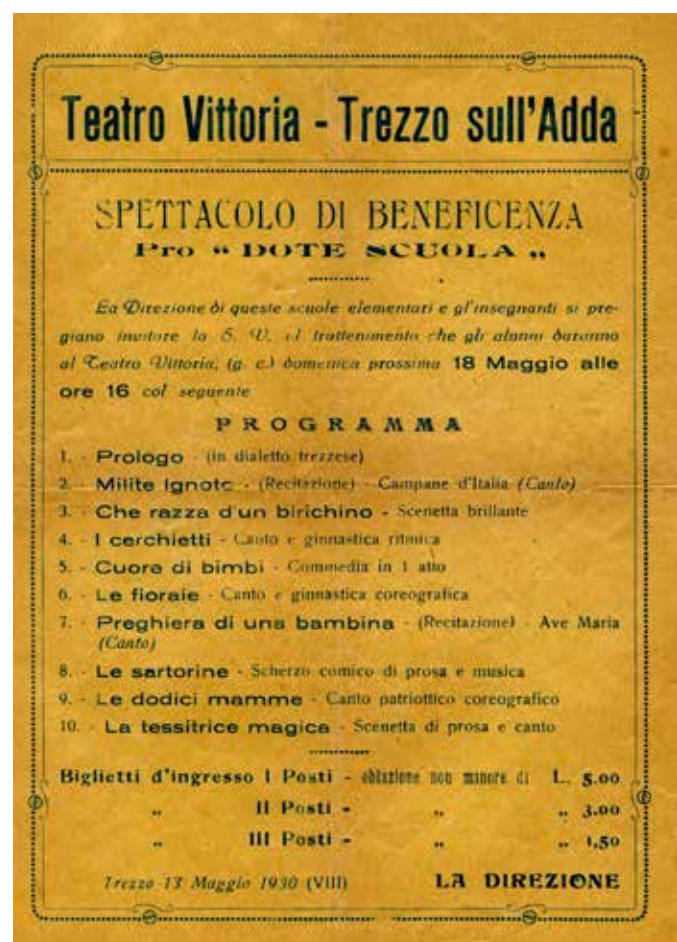 Teatro Vittoria - Trezzo sull'Adda
SPETTACOLO DI BENEFICENZA
Pro “ DOTE SCUOLA „
La Direzione di queste scuole elementari e gl'insegnanti si pre-
giano invitare la S. V. al trattenimento che gli alunni daranno
al Teatro Vittoria, (g. c.) domenica prossima 18 Maggio alle
ore 16 col seguente
PROGRAMMA
1. - Prologo - (in dialetto trezzese)
2. - Milite Ignoto - (Recitazione) - Campane d'Italia (Canto)
3. - Che razza d'un birichino - Scenetta brillante
4. - I cerchietti - Canto e ginnastica ritmica
5. - Cuore di bimbi - Commedia in 1 atto
6. - Le fioraie - Canto e ginnastica coreografica
7. - Preghiera di una bambina - (Recitazione) - Ave Maria
(Canto)
8. - Le sartorine - Scherzo comico di prosa e musica
9. - Le dodici mamme - Canto patriottico coreografico
10. - La tessitrice magica - Scenetta di prosa e canto
Biglietti d'ingresso I Posti - oblazione non minore di L. 5.00
„ II Posti - „ „ 3.00
„ III Posti - „ „ 1,50
Trezzo 13 Maggio 1930 (VIII) LA DIREZIONE